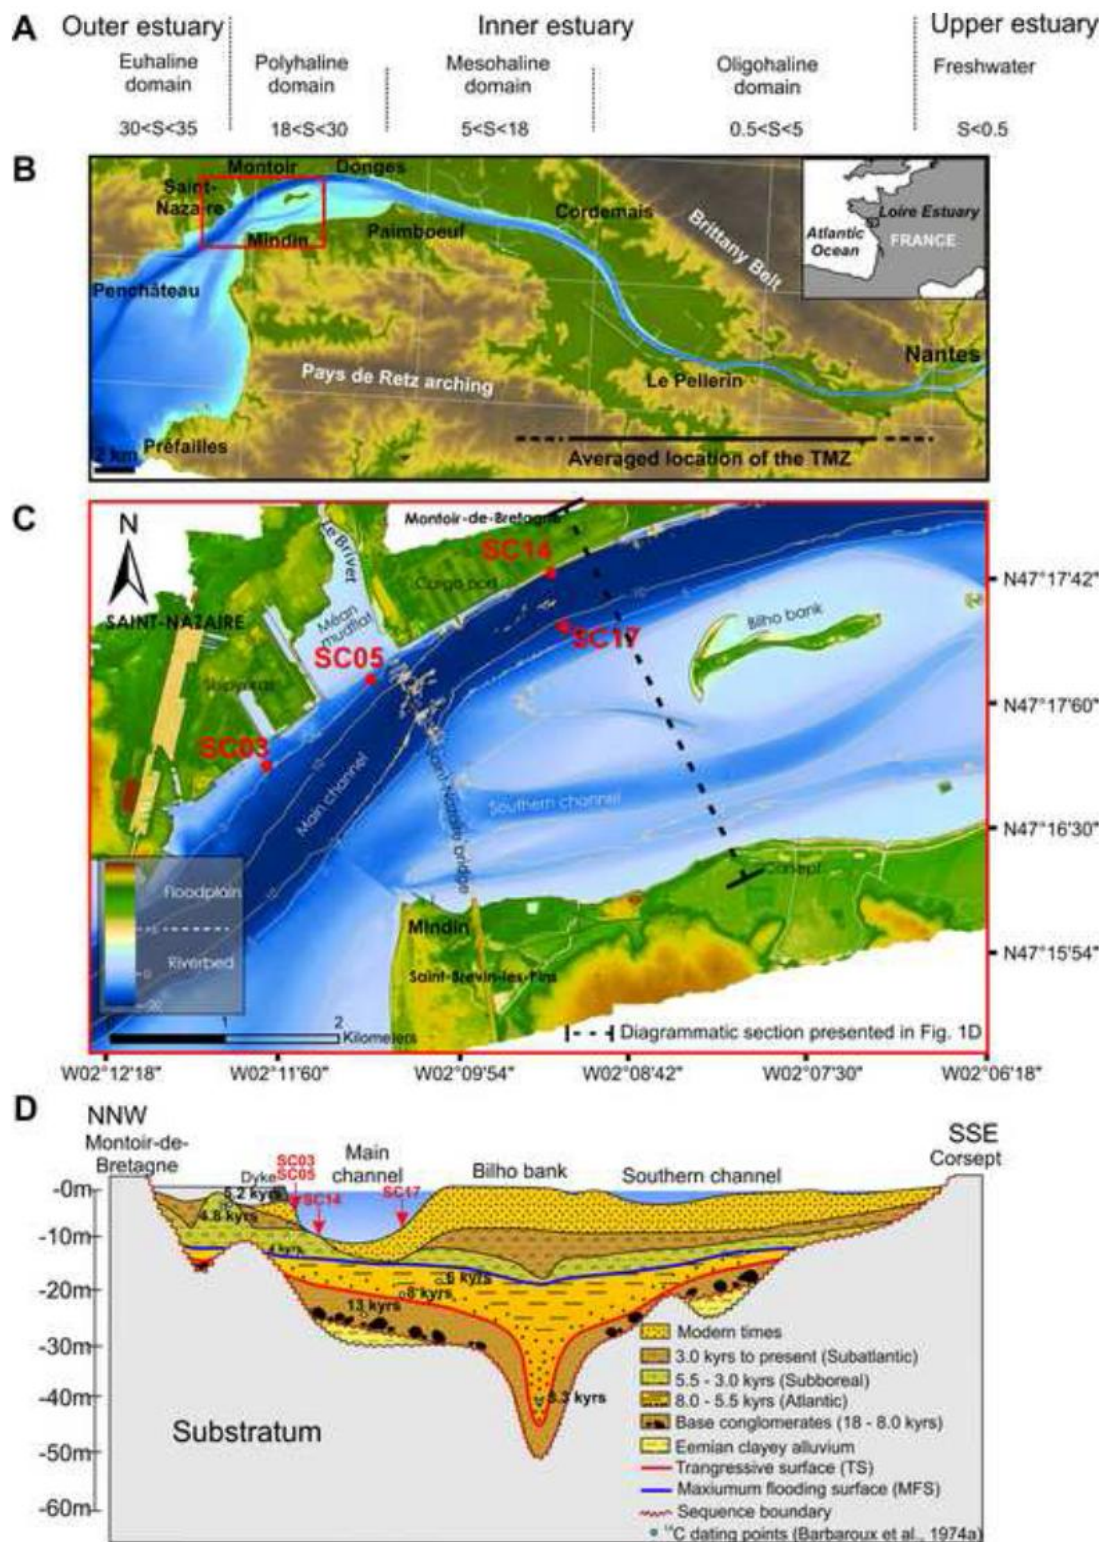 A
Outer estuary
Inner estuary
Upper estuary
Euhaline domain
Polyhaline domain
Mesohaline domain
Oligohaline domain
Freshwater
30<S<35
18<S<30
5<S<18
0.5<S<5
S<0.5
B
Montoir
Donges
Saint-
Nazaire
Mindin
Paimboeuf
Cordemais
Brittany Belt
Loire Estuary
Atlantic
Ocean
FRANCE
Penchâteau
Nantes
Pays de Retz arching
Le Pellerin
Préfailles
2 km
Averaged location of the TMZ
C
N
Le Brivet
Montoir-de-Bretagne
SC14
Cargo port
N47°17'42"
SAINT-NAZAIRE
Méan
mudflat
Bilho bank
SC17
SC05
Shipyards
N47°17'60"
SC03
Main channel
Southern channel
Saint-Nazaire bridge
N47°16'30"
Corsept
Floodplain
Riverbed
Mindin
N47°15'54"
Saint-Brevin-les-Pins
1
2
Kilometers
Diagrammatic section presented in Fig. 1D
W02°12'18"
W02°11'60"
W02°09'54"
W02°08'42"
W02°07'30"
W02°06'18"
D
NNW
SSE
Montoir-de-
Bretagne
Main
channel
Bilho bank
Southern channel
Corsept
Dyke
SC03
SC05
SC14
SC17
-0m
5.2 kyrs
4.8 kyrs
-10m
-20m
6 kyrs
8 kyrs
13 kyrs
-30m
-40m
8.3 kyrs
-50m
-60m
Substratum
Modern times
3.0 kyrs to present (Subatlantic)
5.5 - 3.0 kyrs (Subboreal)
8.0 - 5.5 kyrs (Atlantic)
Base conglomerates (18 - 8.0 kyrs)
Eemian clayey alluvium
Trangressive surface (TS)
Maxiumum flooding surface (MFS)
Sequence boundary
¹⁴C dating points (Barbaroux et al., 1974a)